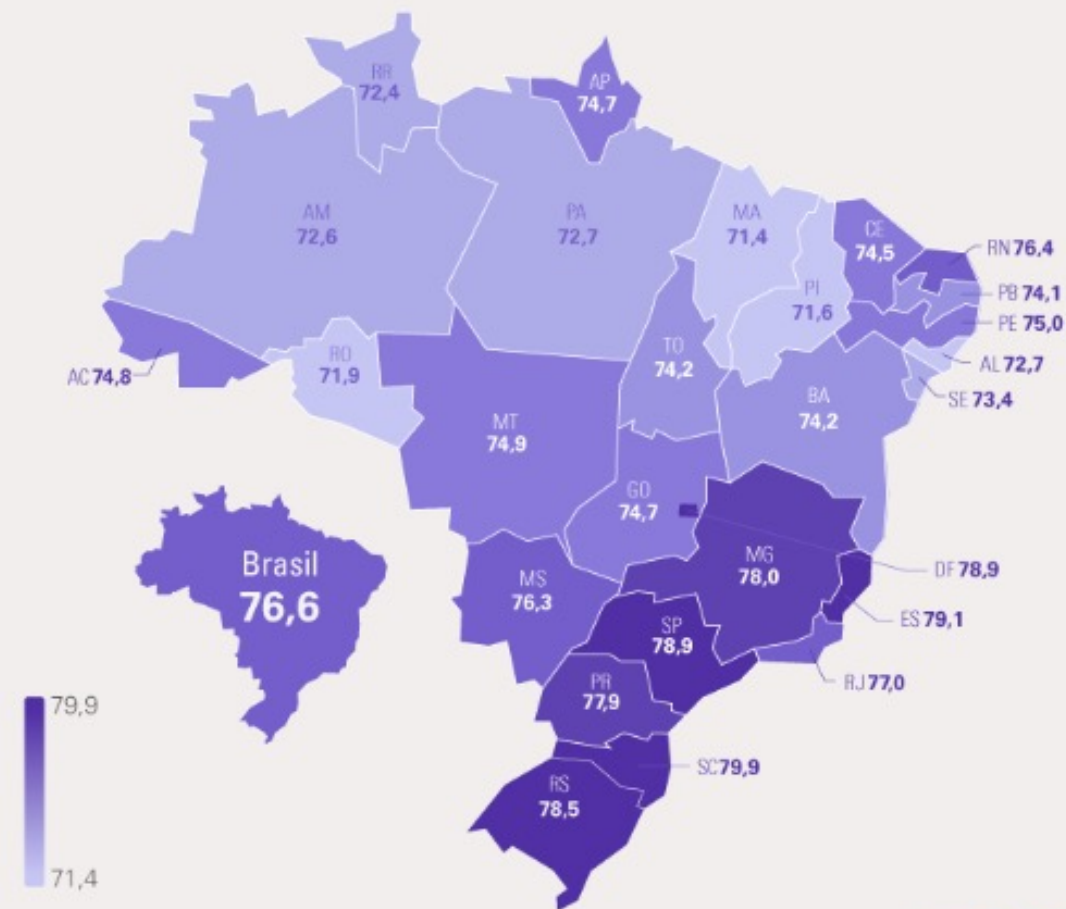 RR
72,4
AP
74,7
AM
72,6
PA
72,7
MA
71,4
CE
74,5
RN 76,4
PI
71,6
PB 74,1
PE 75,0
AC 74,8
RO
71,9
TO
74,2
AL 72,7
SE 73,4
BA
74,2
MT
74,9
GO
74,7
Brasil
76,6
MS
76,3
MG
78,0
DF 78,9
ES 79,1
SP
78,9
RJ 77,0
PR
77,9
79,9
SC 79,9
RS
78,5
71,4